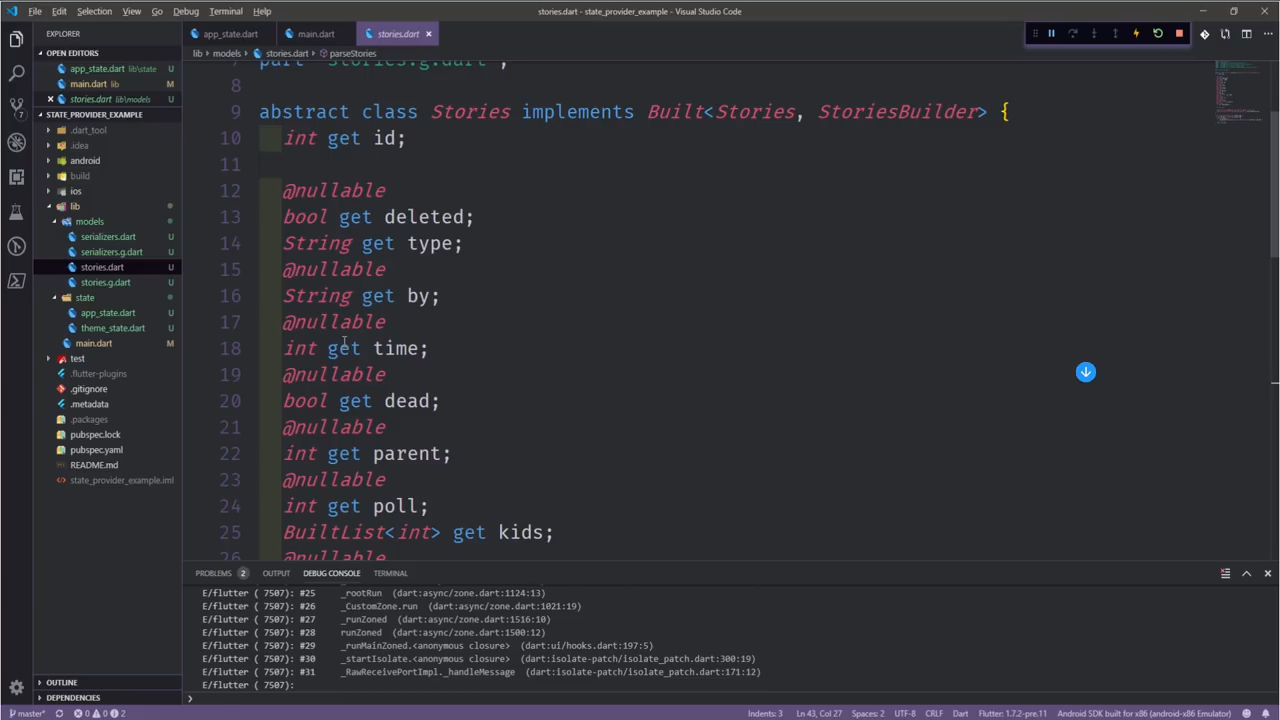 File Edit Selection View Go Debug Terminal Help
stories.dart - state_provider_example - Visual Studio Code
EXPLORER
OPEN EDITORS
app_state.dart lib\state U
main.dart lib M
stories.dart lib\models U
STATE_PROVIDER_EXAMPLE
.dart_tool
.idea
android
build
ios
lib
models
serializers.dart U
serializers.g.dart U
stories.dart U
stories.g.dart U
state
app_state.dart U
theme_state.dart U
main.dart M
test
.flutter-plugins
.gitignore
.metadata
.packages
pubspec.lock
pubspec.yaml
README.md
state_provider_example.iml
OUTLINE
DEPENDENCIES
7
app_state.dart main.dart stories.dart
lib models stories.dart parseStories
part 'stories.g.dart';
8
9 abstract class Stories implements Built<Stories, StoriesBuilder> {
10 int get id;
11
12 @nullable
13 bool get deleted;
14 String get type;
15 @nullable
16 String get by;
17 @nullable
18 int get time;
19 @nullable
20 bool get dead;
21 @nullable
22 int get parent;
23 @nullable
24 int get poll;
25 BuiltList<int> get kids;
26 @nullable
PROBLEMS 2 OUTPUT DEBUG CONSOLE TERMINAL
E/flutter ( 7507): #25 _rootRun (dart:async/zone.dart:1124:13)
E/flutter ( 7507): #26 _CustomZone.run (dart:async/zone.dart:1021:19)
E/flutter ( 7507): #27 _runZoned (dart:async/zone.dart:1516:10)
E/flutter ( 7507): #28 runZoned (dart:async/zone.dart:1500:12)
E/flutter ( 7507): #29 _runMainZoned.<anonymous closure> (dart:ui/hooks.dart:197:5)
E/flutter ( 7507): #30 _startIsolate.<anonymous closure> (dart:isolate-patch/isolate_patch.dart:300:19)
E/flutter ( 7507): #31 _RawReceivePortImpl._handleMessage (dart:isolate-patch/isolate_patch.dart:171:12)
E/flutter ( 7507):
master* 0 0 2 Indents: 3 Ln 43, Col 27 Spaces: 2 UTF-8 CRLF Dart Flutter: 1.7.2-pre.11 Android SDK built for x86 (android-x86 Emulator)